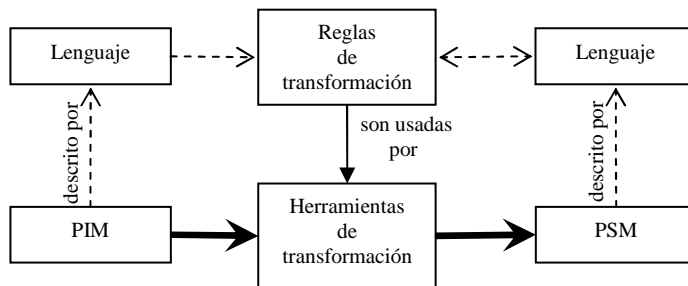 Lenguaje
Reglas
de
transformación
Lenguaje
descrito por
son usadas
por
descrito por
PIM
Herramientas
de
transformación
PSM